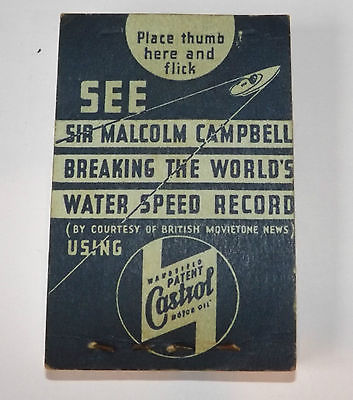 Place thumb
here and
flick
SEE
SIR MALCOLM CAMPBELL
BREAKING THE WORLD'S
WATER SPEED RECORD
(BY COURTESY OF BRITISH MOVIETONE NEWS)
USING
WAKEFIELD
PATENT
Castrol
MOTOR OIL